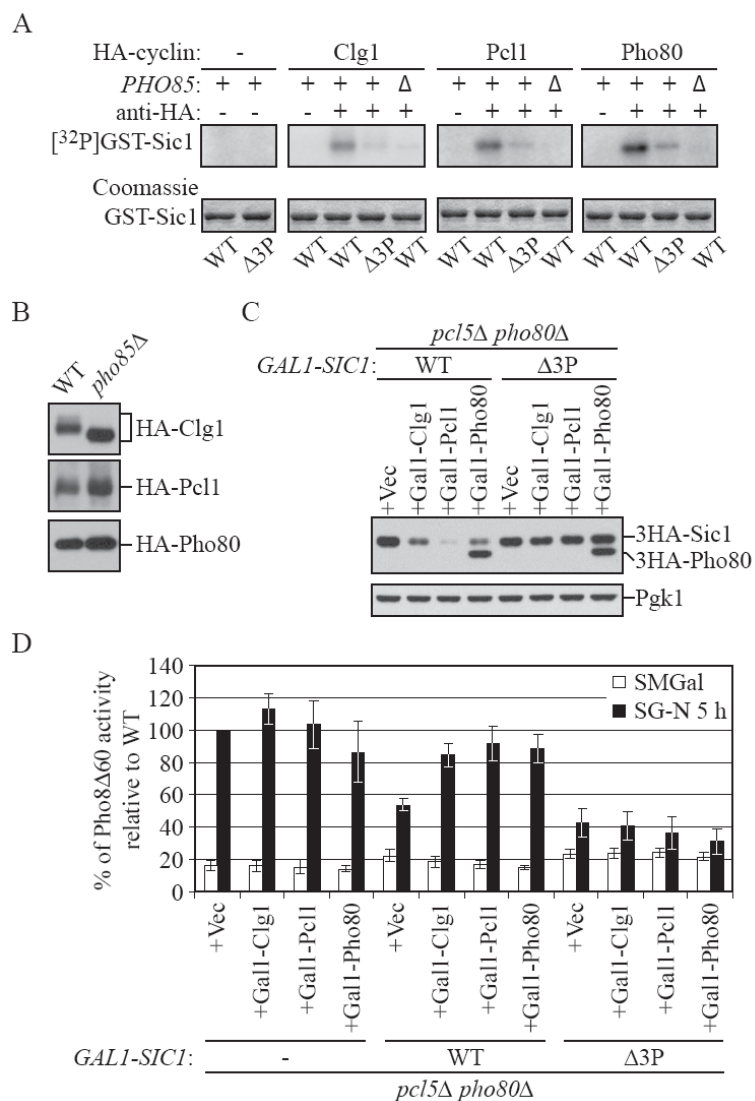 A
HA-cyclin: - Clg1 Pcl1 Pho80
PHO85 + + + + + Δ + + + Δ + + + Δ
anti-HA: - - - + + + - + + + - + + +
[³²P]GST-Sic1
Coomassie
GST-Sic1
WT Δ3P WT WT Δ3P WT WT WT Δ3P WT WT WT Δ3P WT
B
WT pho85Δ
HA-Clg1
HA-Pcl1
HA-Pho80
C
pcl5Δ pho80Δ
GAL1-SIC1: WT Δ3P
+Vec +Gal1-Clg1 +Gal1-Pcl1 +Gal1-Pho80 +Vec +Gal1-Clg1 +Gal1-Pcl1 +Gal1-Pho80
3HA-Sic1
3HA-Pho80
Pgk1
D
% of Pho8Δ60 activity
relative to WT
140
120
100
80
60
40
20
0
SMGal
SG-N 5 h
+Vec +Gal1-Clg1 +Gal1-Pcl1 +Gal1-Pho80 +Vec +Gal1-Clg1 +Gal1-Pcl1 +Gal1-Pho80 +Vec +Gal1-Clg1 +Gal1-Pcl1 +Gal1-Pho80
GAL1-SIC1: - WT Δ3P
pcl5Δ pho80Δ